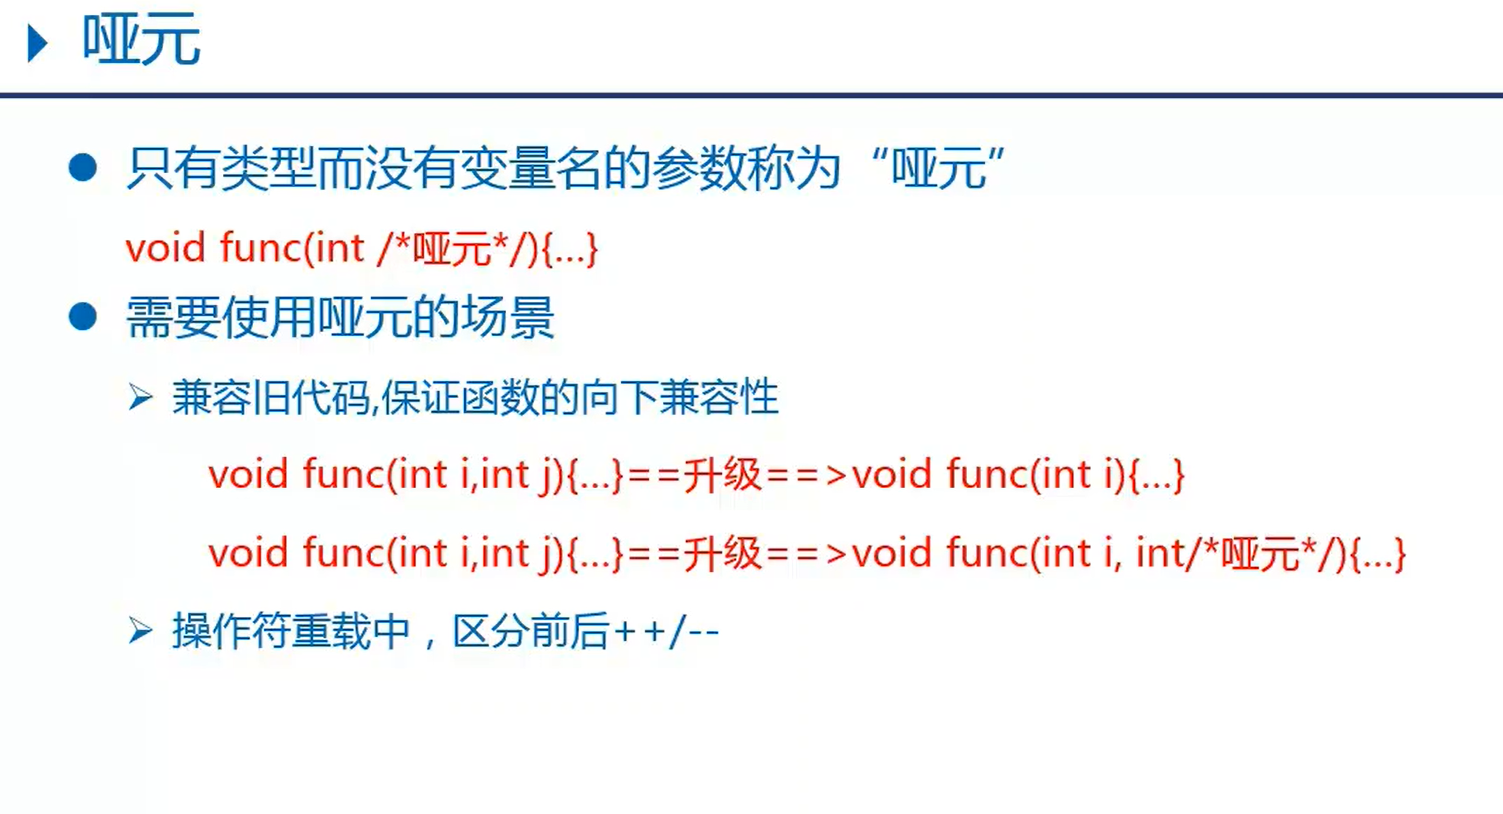 哑元
只有类型而没有变量名的参数称为“哑元”
void func(int /*哑元*/){...}
需要使用哑元的场景
兼容旧代码,保证函数的向下兼容性
void func(int i,int j){...}==升级==>void func(int i){...}
void func(int i,int j){...}==升级==>void func(int i, int/*哑元*/){...}
操作符重载中，区分前后++/--